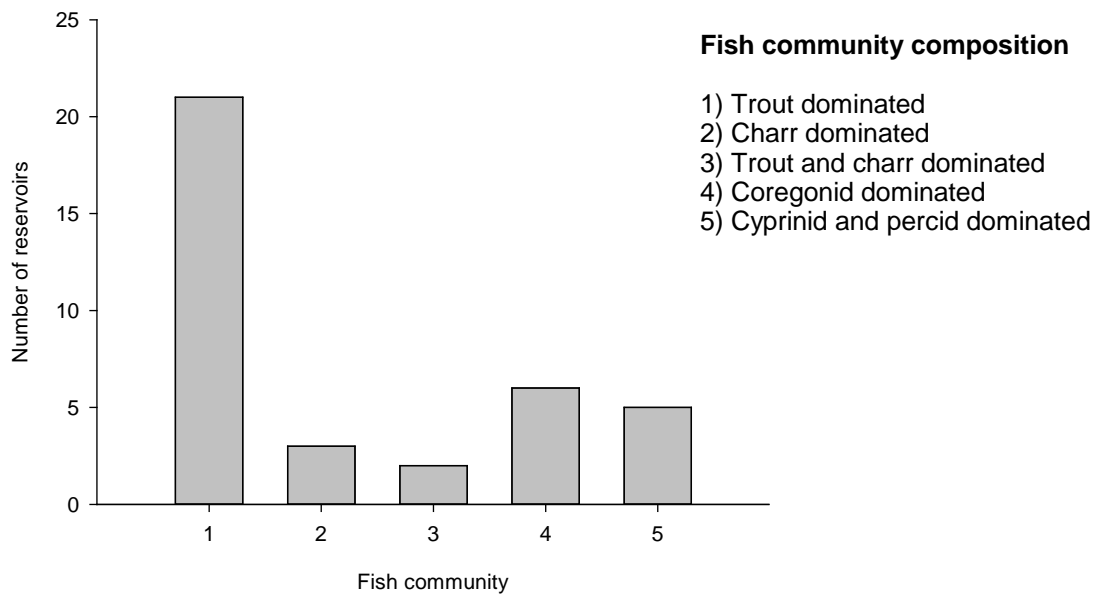 25
20
15
10
5
0
Number of reservoirs
1 2 3 4 5
Fish community
Fish community composition
1) Trout dominated
2) Charr dominated
3) Trout and charr dominated
4) Coregonid dominated
5) Cyprinid and percid dominated